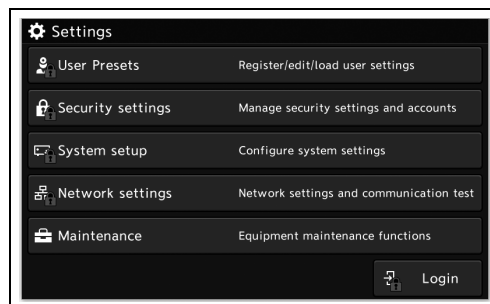 Settings
User Presets Register/edit/load user settings
Security settings Manage security settings and accounts
System setup Configure system settings
Network settings Network settings and communication test
Maintenance Equipment maintenance functions
Login